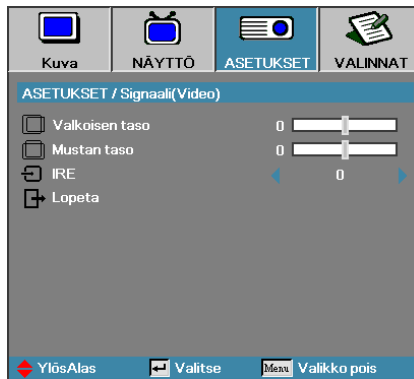 Kuva NÄYTTÖ ASETUKSET VALINNAT
ASETUKSET / Signaali(Video)
Valkoisen taso 0
Mustan taso 0
IRE 0
Lopeta
YlösAlas Valitse Menu Valikko pois